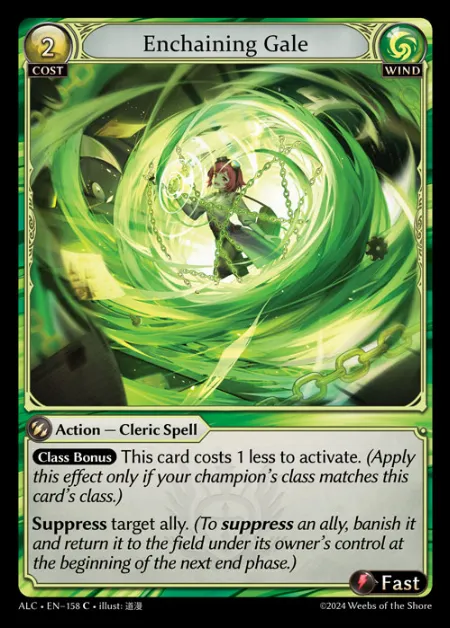 2
Enchaining Gale
COST
WIND
Action — Cleric Spell
Class Bonus This card costs 1 less to activate. (Apply
this effect only if your champion's class matches this
card's class.)
Suppress target ally. (To suppress an ally, banish it
and return it to the field under its owner's control at
the beginning of the next end phase.)
Fast
ALC • EN-158 C • illust: 道漫
©2024 Weebs of the Shore